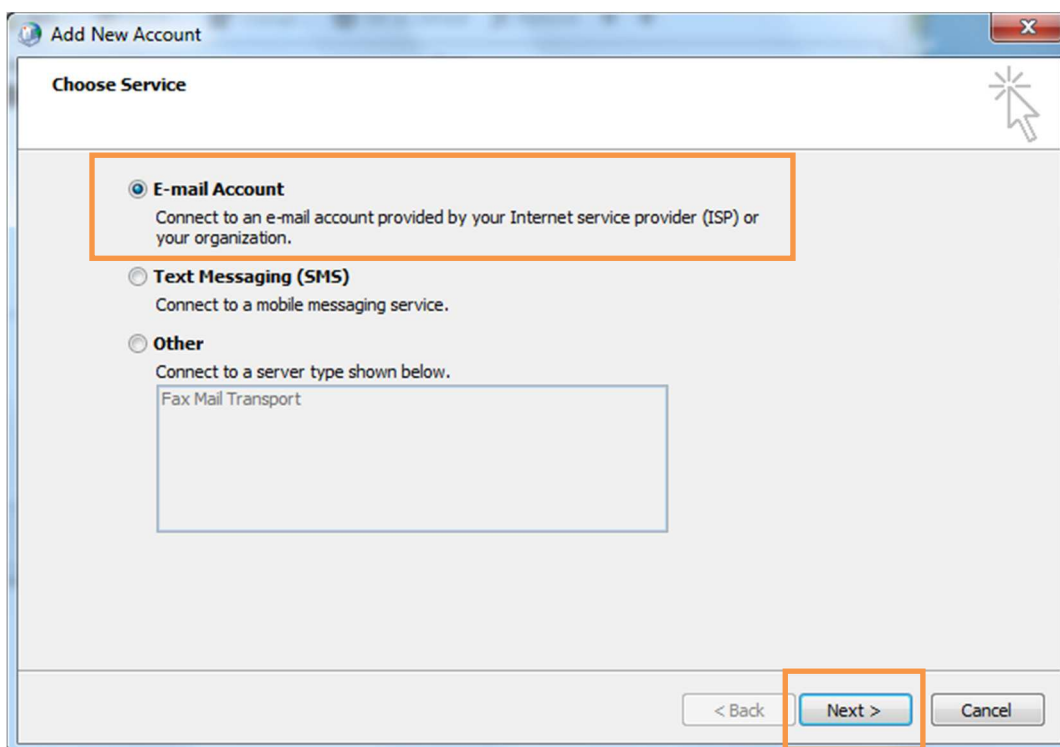 Add New Account
Choose Service
E-mail Account
Connect to an e-mail account provided by your Internet service provider (ISP) or
your organization.
Text Messaging (SMS)
Connect to a mobile messaging service.
Other
Connect to a server type shown below.
Fax Mail Transport
< Back
Next >
Cancel